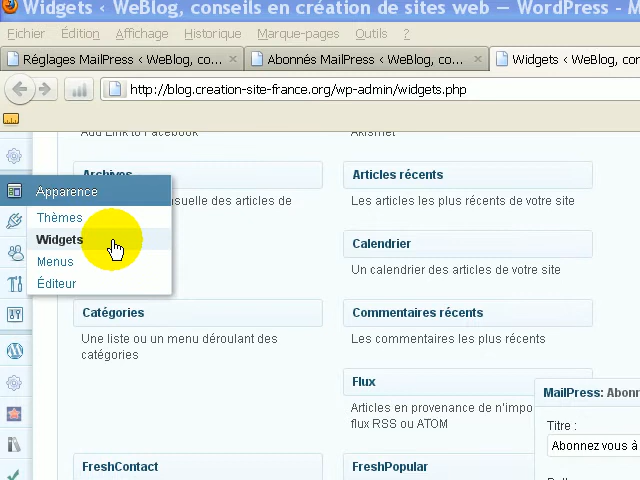 Widgets ‹ WeBlog, conseils en création de sites web — WordPress - M
Fichier Édition Affichage Historique Marque-pages Outils ?
Réglages MailPress ‹ WeBlog, co... × Abonnés MailPress ‹ WeBlog, co... × Widgets ‹ WeBlog, con
http://blog.creation-site-france.org/wp-admin/widgets.php
Add Link to Facebook Akismet
Archives Articles récents
Apparence
suelle des articles de Les articles les plus récents de votre site
Thèmes
Widgets Calendrier
Menus
Un calendrier des articles de votre site
Éditeur
Catégories Commentaires récents
Une liste ou un menu déroulant des Les commentaires les plus récents
catégories
Flux
MailPress: Abonn
Articles en provenance de n'impo
flux RSS ou ATOM
Titre :
Abonnez vous à
FreshContact FreshPopular